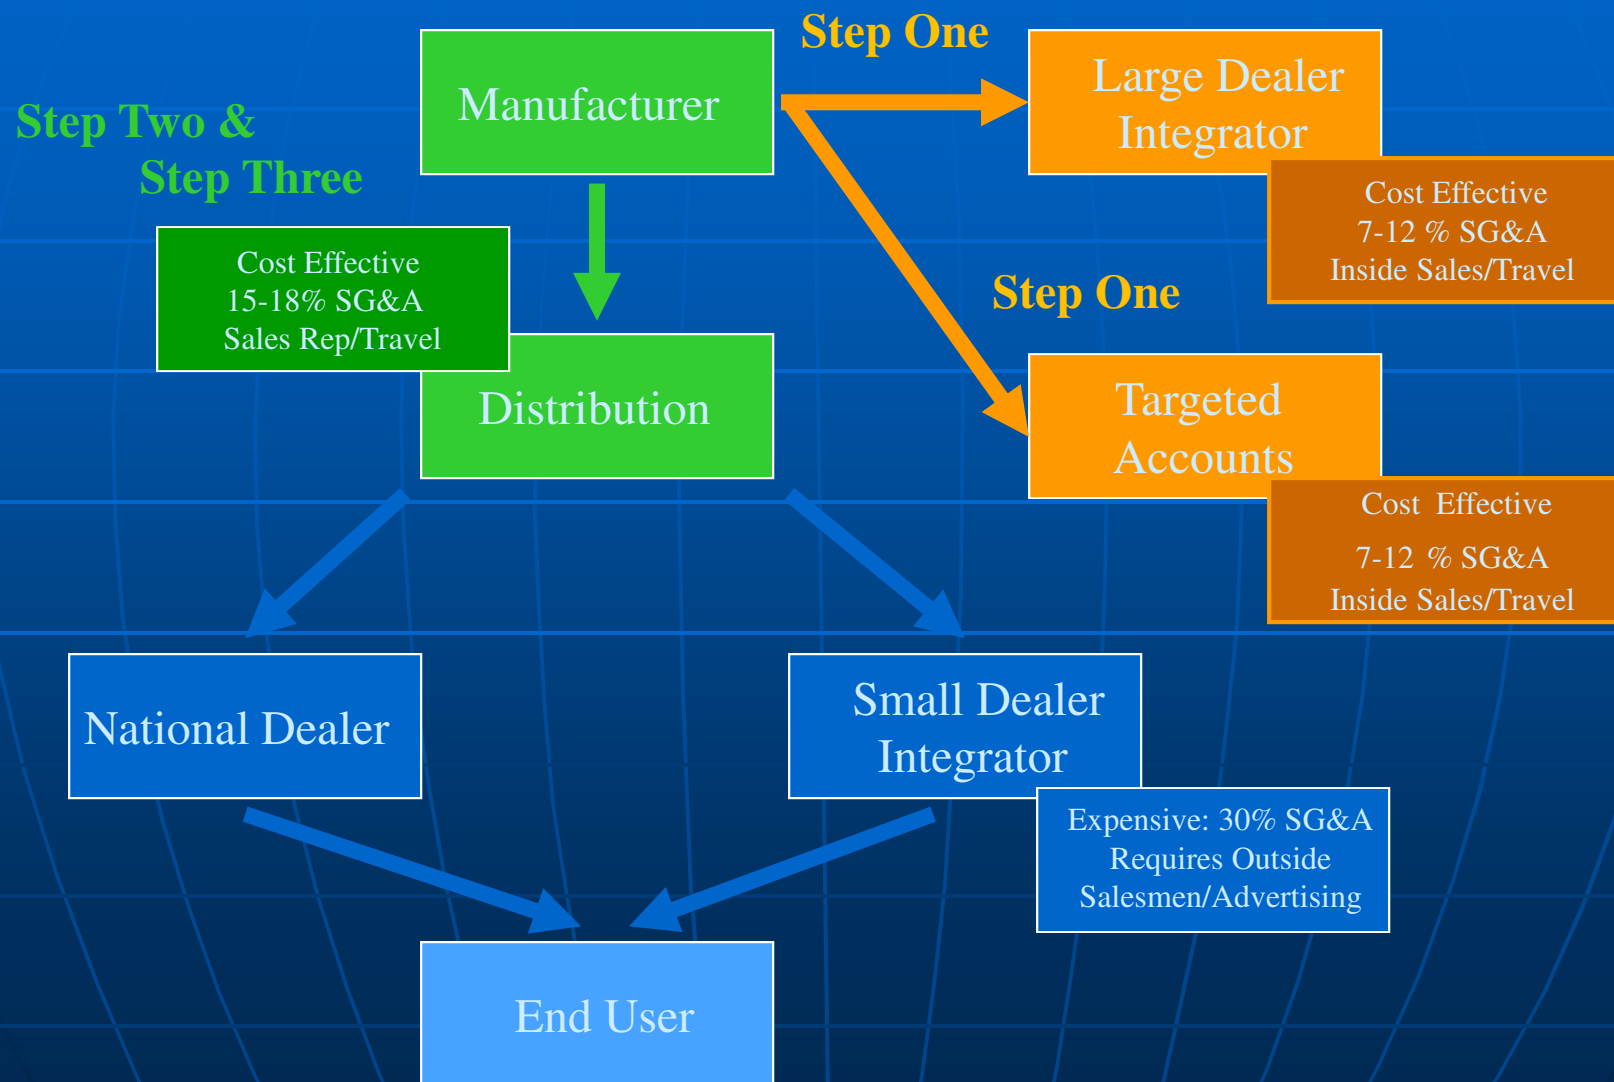 Step One
Manufacturer
Large Dealer
Integrator
Step Two &
Step Three
Cost Effective
7-12 % SG&A
Inside Sales/Travel
Cost Effective
15-18% SG&A
Sales Rep/Travel
Step One
Distribution
Targeted
Accounts
Cost Effective
7-12 % SG&A
Inside Sales/Travel
National Dealer
Small Dealer
Integrator
Expensive: 30% SG&A
Requires Outside
Salesmen/Advertising
End User